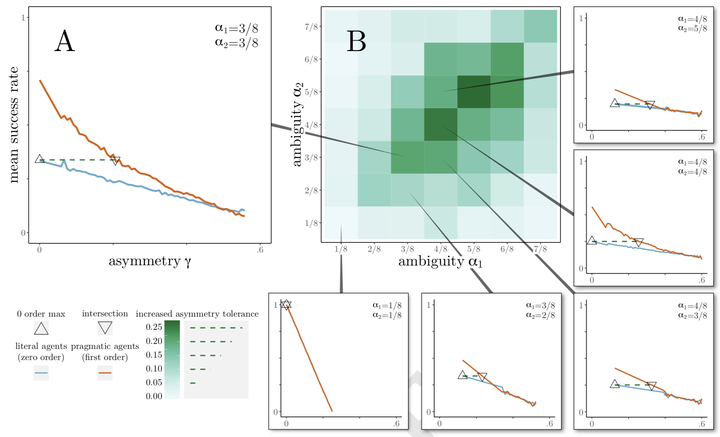 A
α1=3/8
α2=3/8
1
0
0
.6
mean success rate
asymmetry γ
B
ambiguity α2
7/8
6/8
5/8
4/8
3/8
2/8
1/8
1/8 2/8 3/8 4/8 5/8 6/8 7/8
ambiguity α1
α1=4/8
α2=5/8
1
0
0
.6
α1=4/8
α2=4/8
1
0
0
.6
0 order max
intersection
literal agents
(zero order)
pragmatic agents
(first order)
increased asymmetry tolerance
0.25
0.20
0.15
0.10
0.05
0.00
α1=1/8
α2=1/8
1
0
0
.6
α1=3/8
α2=2/8
1
0
0
.6
α1=4/8
α2=3/8
1
0
0
.6